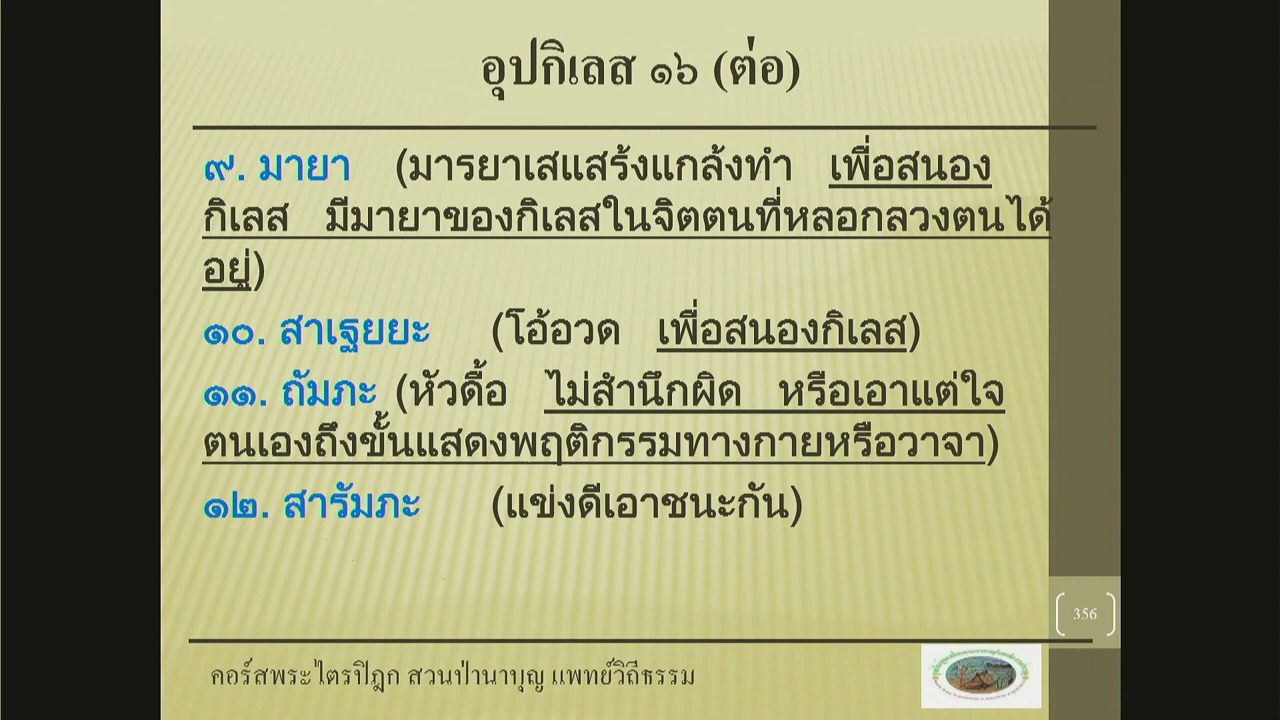 อุปกิเลส ๑๖ (ต่อ)
๙. มายา (มารยาเสแสร้งแกล้งทำ เพื่อสนอง
กิเลส มีมายาของกิเลสในจิตตนที่หลอกลวงตนได้
อยู่)
๑๐. สาเฐยยะ (โอ้อวด เพื่อสนองกิเลส)
๑๑. ถัมภะ (หัวดื้อ ไม่สำนึกผิด หรือเอาแต่ใจ
ตนเองถึงขั้นแสดงพฤติกรรมทางกายหรือวาจา)
๑๒. สารัมภะ (แข่งดีเอาชนะกัน)
356
คอร์สพระไตรปิฎก สวนป่านาบุญ แพทย์วิถีธรรม